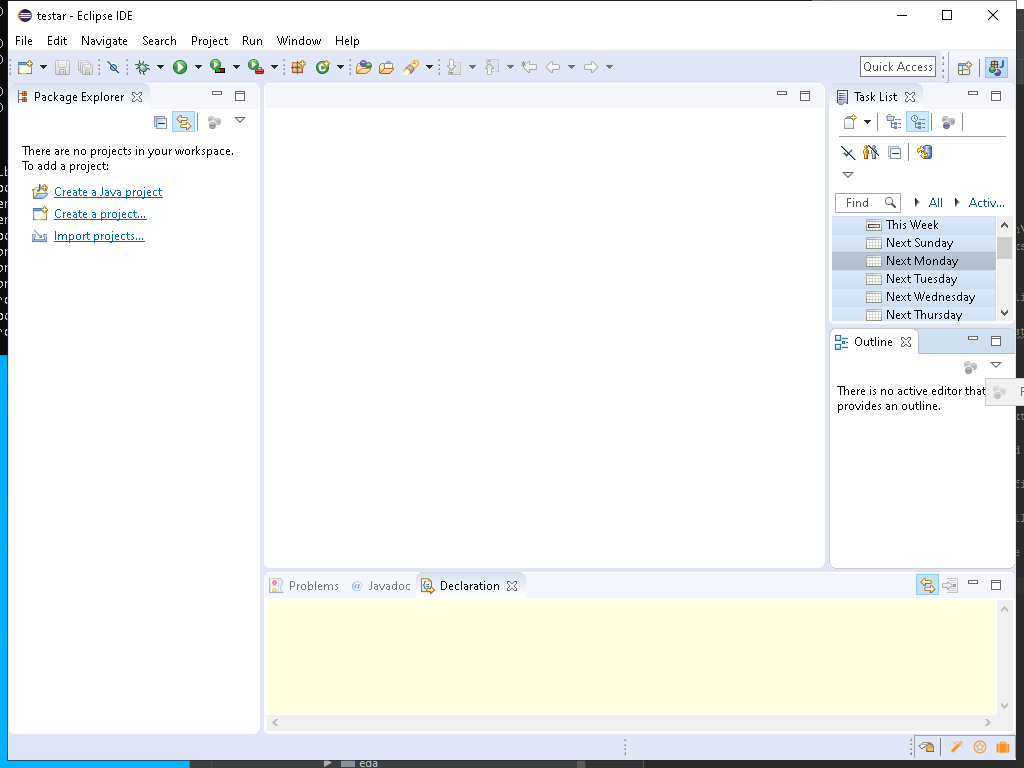 testar - Eclipse IDE
File Edit Navigate Search Project Run Window Help
Quick Access
Package Explorer
There are no projects in your workspace.
To add a project:
Create a Java project
Create a project...
Import projects...
Task List
Find All Activ...
This Week
Next Sunday
Next Monday
Next Tuesday
Next Wednesday
Next Thursday
Outline
There is no active editor that
provides an outline.
Problems @ Javadoc Declaration
eda